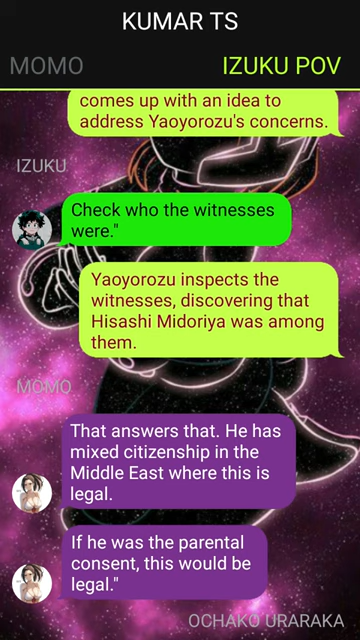 KUMAR TS
MOMO
IZUKU POV
comes up with an idea to
address Yaoyorozu's concerns.
IZUKU
Check who the witnesses
were."
Yaoyorozu inspects the
witnesses, discovering that
Hisashi Midoriya was among
them.
MOMO
That answers that. He has
mixed citizenship in the
Middle East where this is
legal.
If he was the parental
consent, this would be
legal."
OCHAKO URARAKA